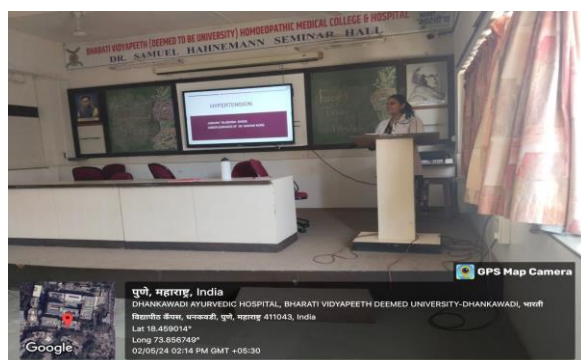 BHARATI VIDYAPEETH (DEEMED TO BE UNIVERSITY) HOMOEOPATHIC MEDICAL COLLEGE & HOSPITAL
DR. SAMUEL HAHNEMANN SEMINAR HALL
HYPERTENSION
GPS Map Camera
पुणे, महाराष्ट्र, India
DHANKAWADI AYURVEDIC HOSPITAL, BHARATI VIDYAPEETH DEEMED UNIVERSITY-DHANKAWADI, भारती
विद्यापीठ कॅंपस, धनकवडी, पुणे, महाराष्ट्र 411043, India
Lat 18.459014°
Long 73.856749°
02/05/24 02:14 PM GMT +05:30
Google